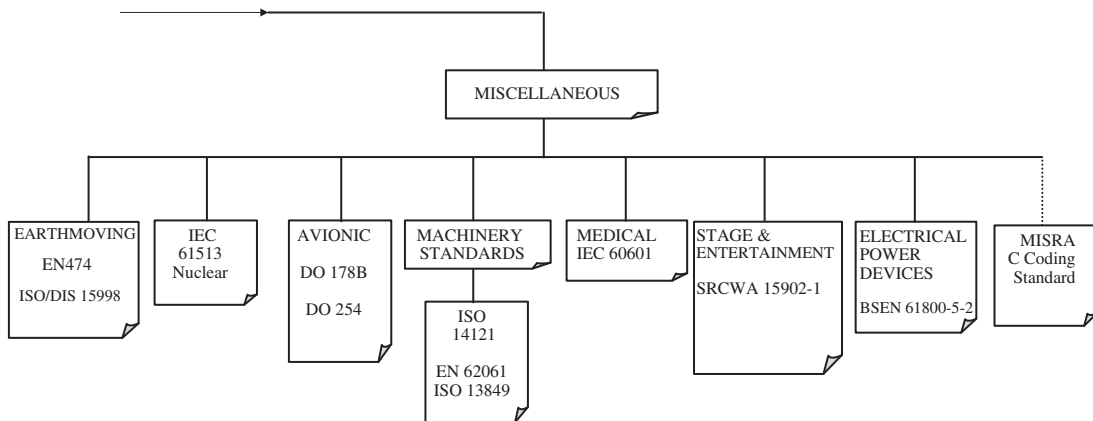 MISCELLANEOUS
EARTHMOVING
EN474
ISO/DIS 15998
IEC
61513
Nuclear
AVIONIC
DO 178B
DO 254
MACHINERY
STANDARDS
ISO
14121
EN 62061
ISO 13849
MEDICAL
IEC 60601
STAGE &
ENTERTAINMENT
SRCWA 15902-1
ELECTRICAL
POWER
DEVICES
BSEN 61800-5-2
MISRA
C Coding
Standard